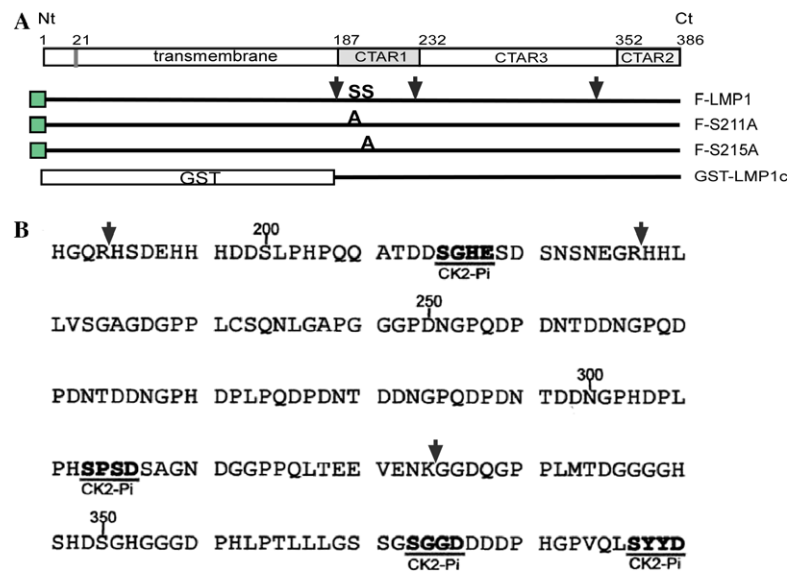 A Nt Ct
1 21 187 232 352 386
transmembrane CTAR1 CTAR3 CTAR2
SS F-LMP1
A F-S211A
A F-S215A
GST GST-LMP1c
B
200
HGQRHSDEHH HDDSLPHPQQ ATDDSGHESD SNSNEGRHHL
CK2-Pi
250
LVSGAGDGPP LCSQNLGAPG GGPDNGPQDP DNTDDNGPQD
300
PDNTDDNGPH DPLPQDPDNT DDNGPQDPDN TDDNGPHDPL
PHSPSDSAGN DGGPPQLTEE VENKGGDQGP PLMTDGGGGH
CK2-Pi
350
SHDSGHGGGD PHLPTLLLGS SGSGGDDDDP HGPVQLSYYD
CK2-Pi CK2-Pi